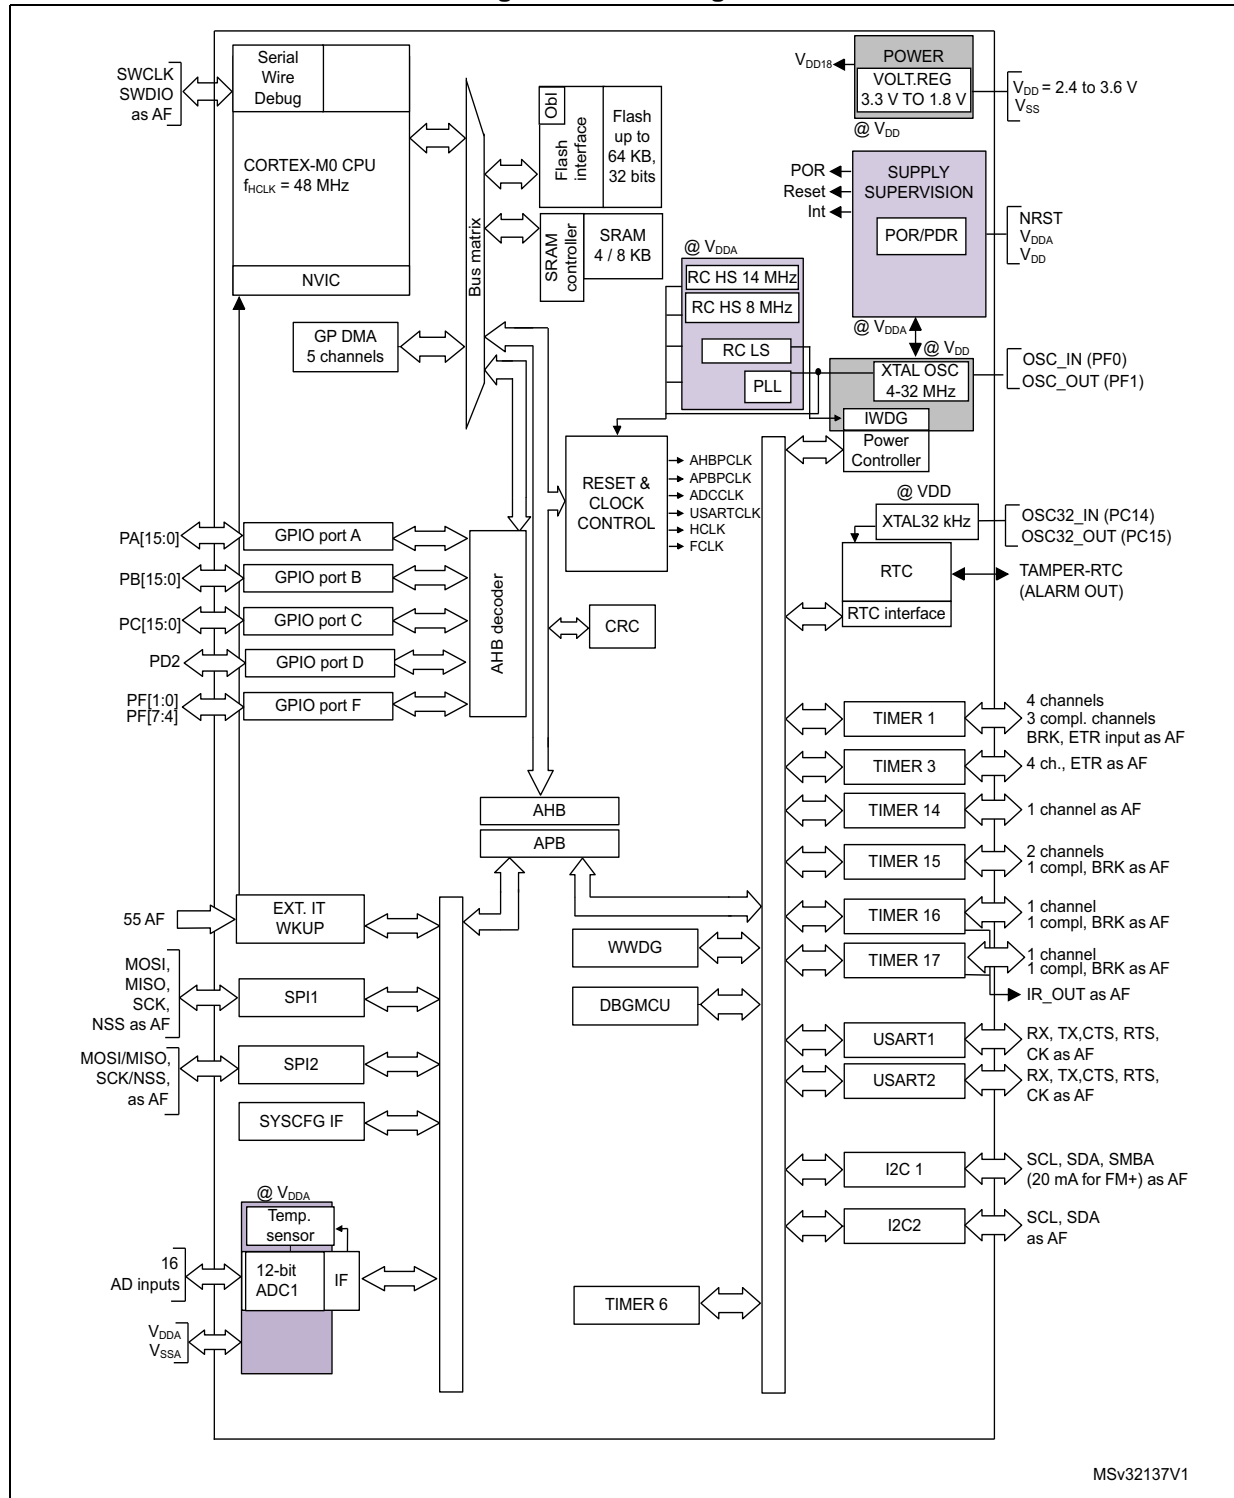 SWCLK
SWDIO
as AF
Serial
Wire
Debug
CORTEX-M0 CPU
fHCLK = 48 MHz
NVIC
Bus matrix
Obl
Flash
interface
Flash
up to
64 KB,
32 bits
SRAM
controller
SRAM
4 / 8 KB
GP DMA
5 channels
VDD18
POWER
VOLT.REG
3.3 V TO 1.8 V
@ VDD
VDD = 2.4 to 3.6 V
VSS
POR
Reset
Int
SUPPLY
SUPERVISION
POR/PDR
NRST
VDDA
VDD
@ VDDA
RC HS 14 MHz
RC HS 8 MHz
RC LS
PLL
@ VDDA
@ VDD
XTAL OSC
4-32 MHz
IWDG
Power
Controller
OSC_IN (PF0)
OSC_OUT (PF1)
RESET &
CLOCK
CONTROL
AHBPCLK
APBPCLK
ADCCLK
USARTCLK
HCLK
FCLK
@ VDD
XTAL32 kHz
OSC32_IN (PC14)
OSC32_OUT (PC15)
RTC
RTC interface
TAMPER-RTC
(ALARM OUT)
PA[15:0]
GPIO port A
PB[15:0]
GPIO port B
PC[15:0]
GPIO port C
PD2
GPIO port D
PF[1:0]
PF[7:4]
GPIO port F
AHB decoder
CRC
AHB
APB
TIMER 1
4 channels
3 compl. channels
BRK, ETR input as AF
TIMER 3
4 ch., ETR as AF
TIMER 14
1 channel as AF
TIMER 15
2 channels
1 compl, BRK as AF
TIMER 16
1 channel
1 compl, BRK as AF
TIMER 17
1 channel
1 compl, BRK as AF
IR_OUT as AF
55 AF
EXT. IT
WKUP
WWDG
DBGMCU
MOSI,
MISO,
SCK,
NSS as AF
SPI1
MOSI/MISO,
SCK/NSS,
as AF
SPI2
SYSCFG IF
USART1
RX, TX,CTS, RTS,
CK as AF
USART2
RX, TX,CTS, RTS,
CK as AF
I2C 1
SCL, SDA, SMBA
(20 mA for FM+) as AF
I2C2
SCL, SDA
as AF
@ VDDA
Temp.
sensor
16
AD inputs
12-bit
ADC1
IF
VDDA
VSSA
TIMER 6
MSv32137V1